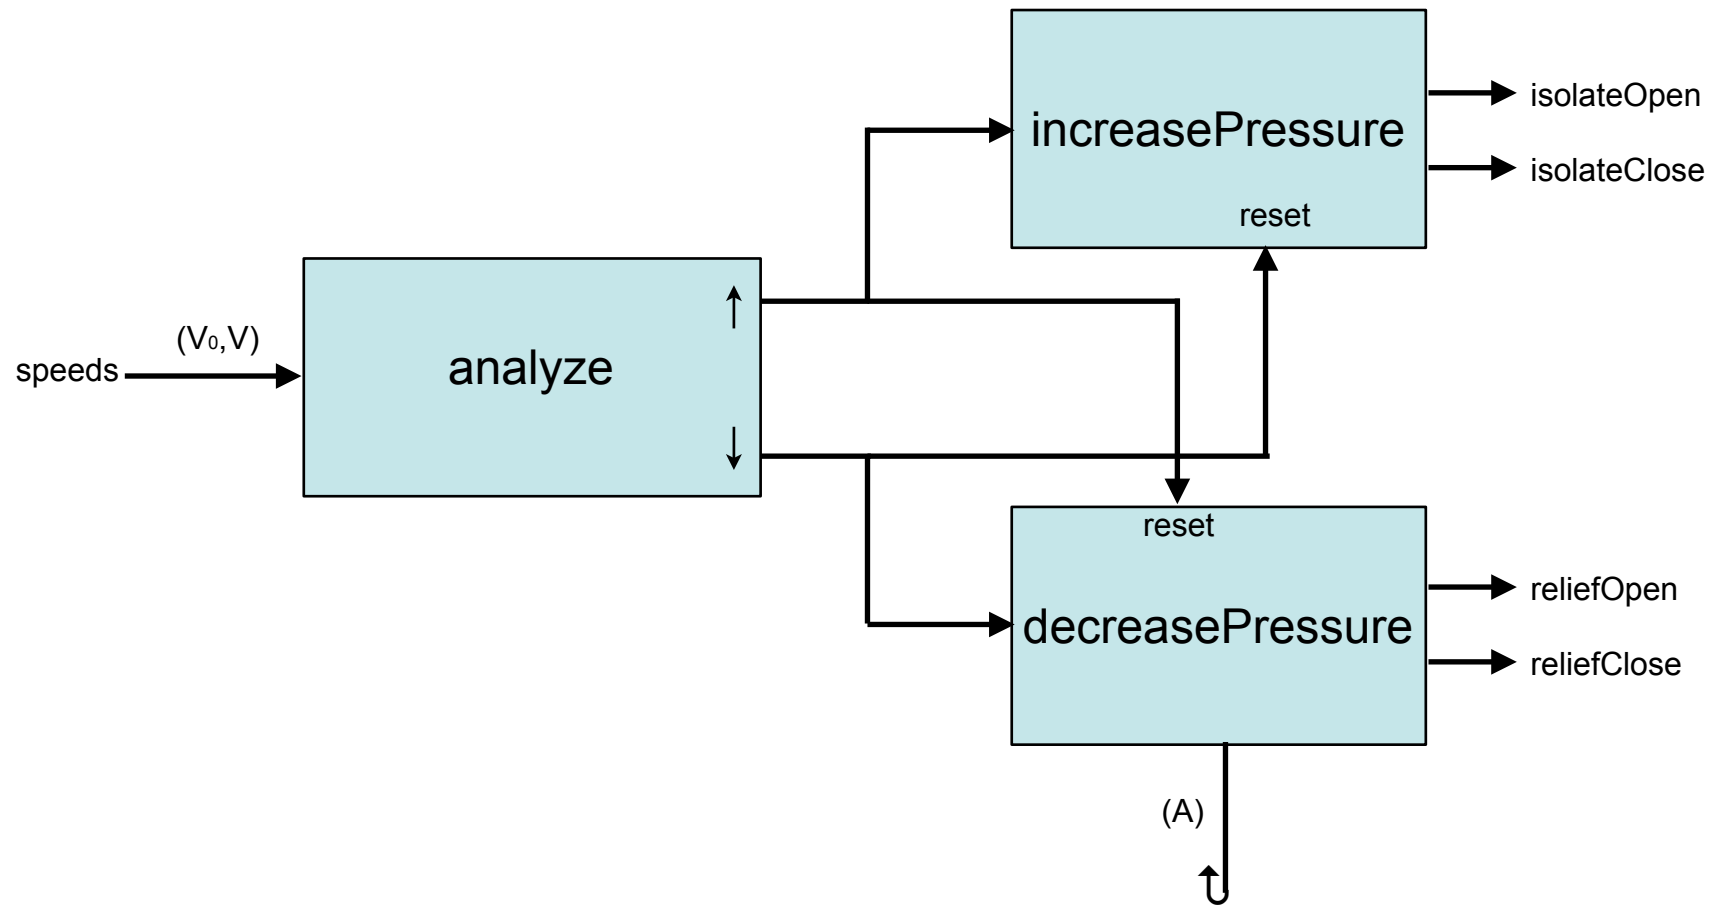 isolateOpen
increasePressure
isolateClose
reset
(V₀,V)
speeds
analyze
↑
↓
reset
reliefOpen
decreasePressure
reliefClose
(A)